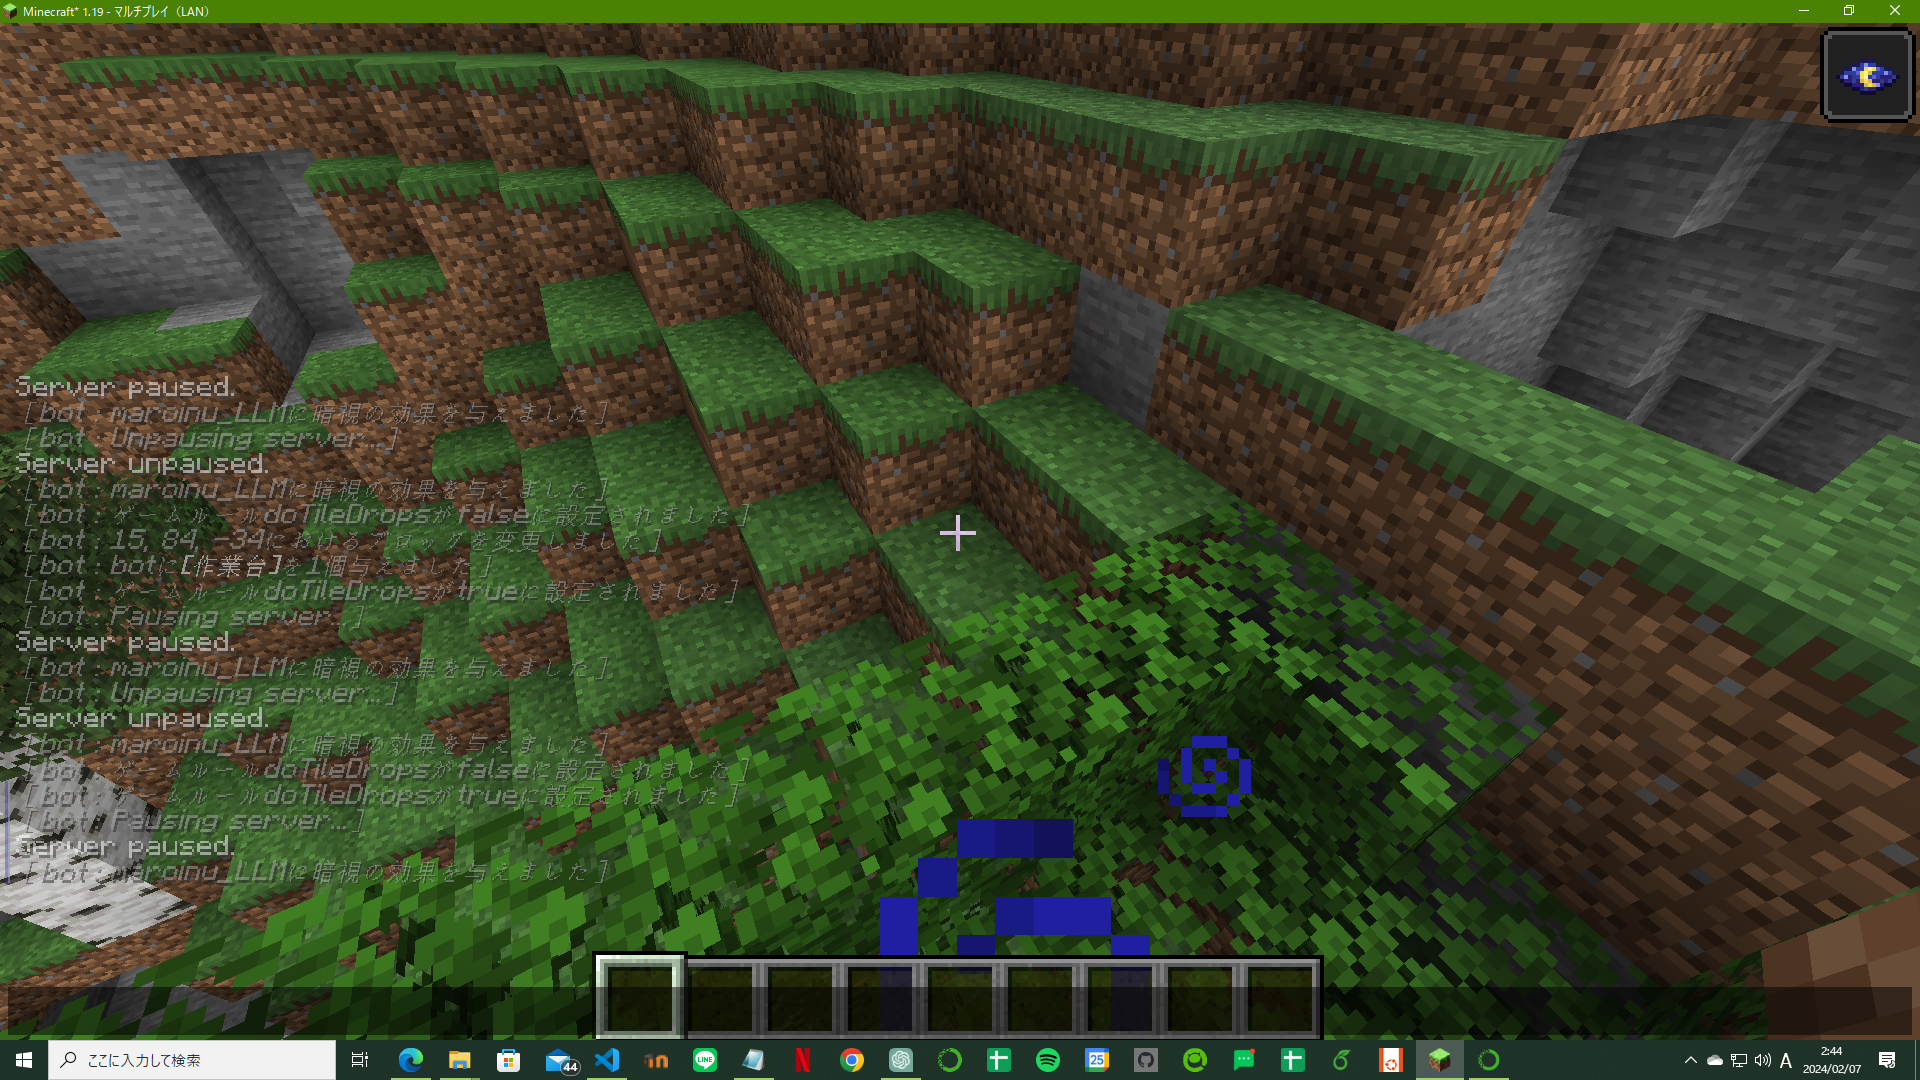 Minecraft* 1.19 - マルチプレイ（LAN）
Server paused.
[bot: maroinu_LLMに暗視の効果を与えました]
[bot: Unpausing server...]
Server unpaused.
[bot: maroinu_LLMに暗視の効果を与えました]
[bot: ゲームルールdoTileDropsがfalseに設定されました]
[bot: 15, 84, -34におけるブロックを変更しました]
[bot: botに[作業台]を1個与えました]
[bot: ゲームルールdoTileDropsがtrueに設定されました]
[bot: Pausing server...]
Server paused.
[bot: maroinu_LLMに暗視の効果を与えました]
[bot: Unpausing server...]
Server unpaused.
[bot: maroinu_LLMに暗視の効果を与えました]
[bot: ゲームルールdoTileDropsがfalseに設定されました]
[bot: ゲームルールdoTileDropsがtrueに設定されました]
[bot: Pausing server...]
Server paused.
[bot: maroinu_LLMに暗視の効果を与えました]
ここに入力して検索
44
LINE
25
A
2:44
2024/02/07